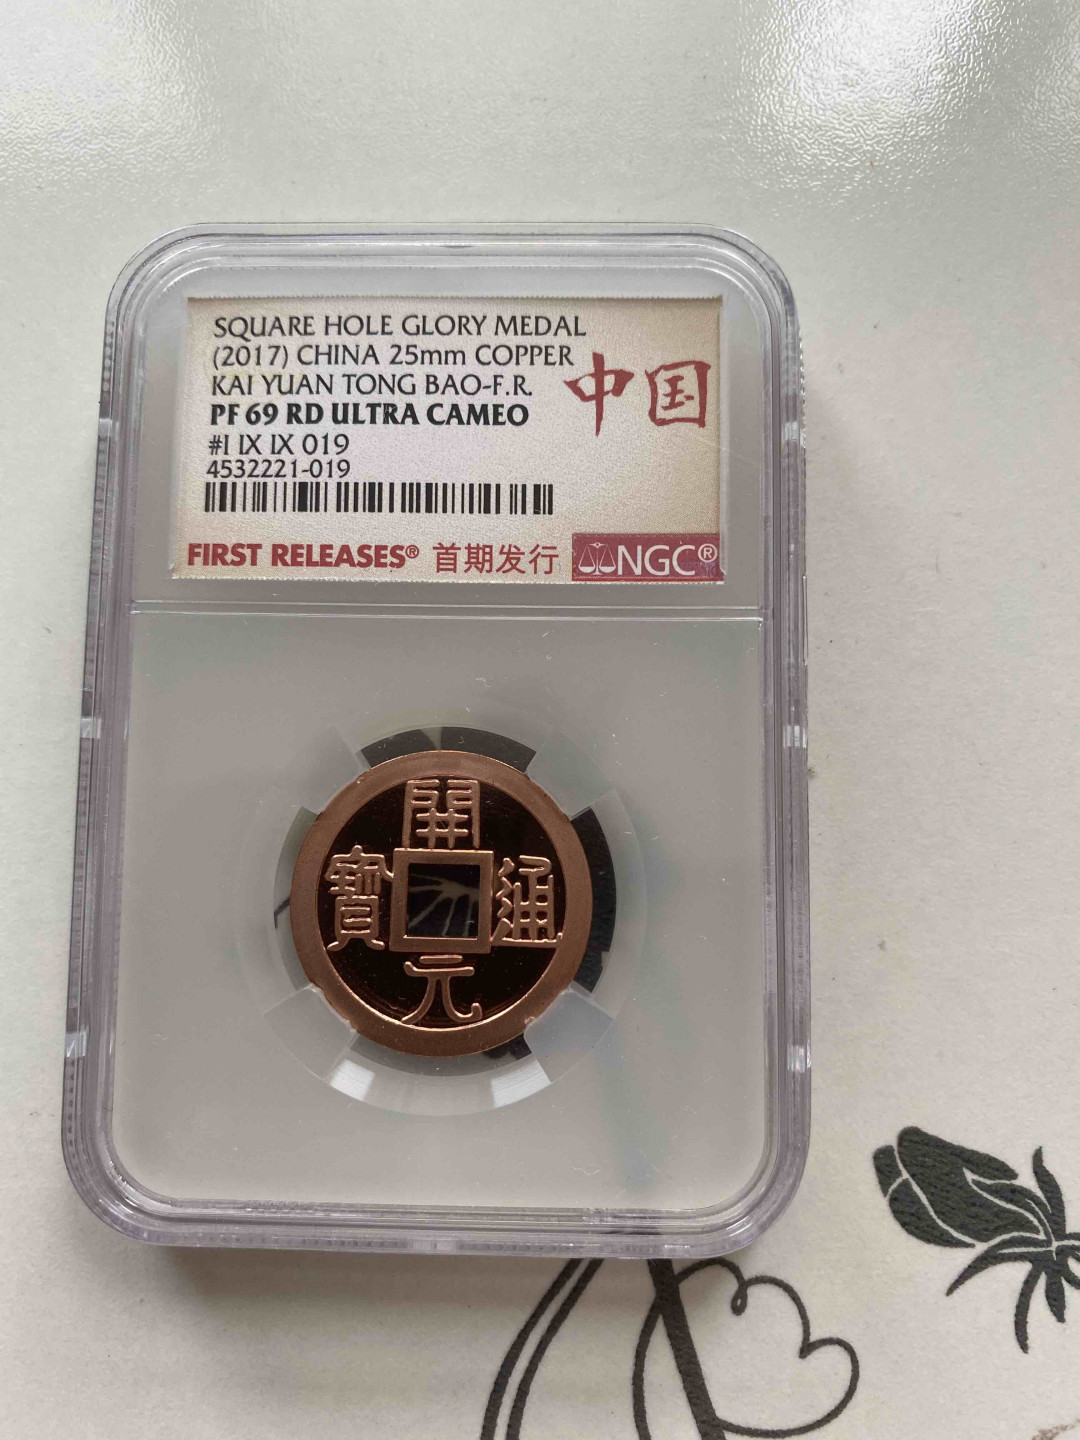 SQUARE HOLE GLORY MEDAL
(2017) CHINA 25mm COPPER
KAI YUAN TONG BAO-F.R.
PF 69 RD ULTRA CAMEO
#I IX IX 019
4532221-019
中国
FIRST RELEASES® 首期发行 NGC®
開
寶 通
元